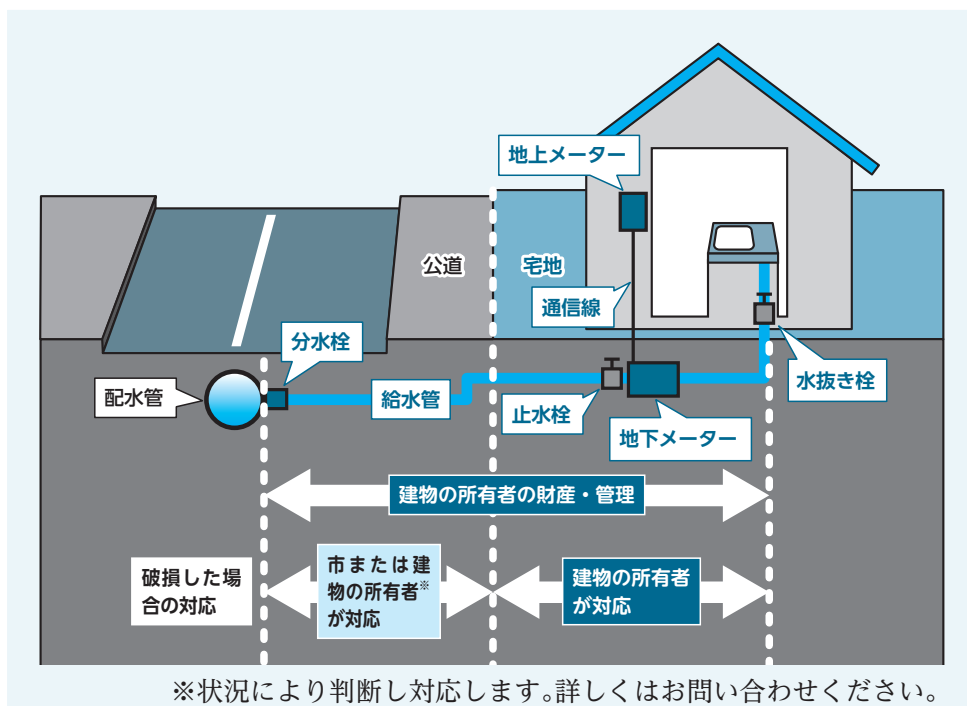 地上メーター
公道
宅地
通信線
分水栓
配水管
給水管
止水栓
水抜き栓
地下メーター
建物の所有者の財産・管理
破損した場
合の対応
市または建
物の所有者※
が対応
建物の所有者
が対応
※状況により判断し対応します。詳しくはお問い合わせください。